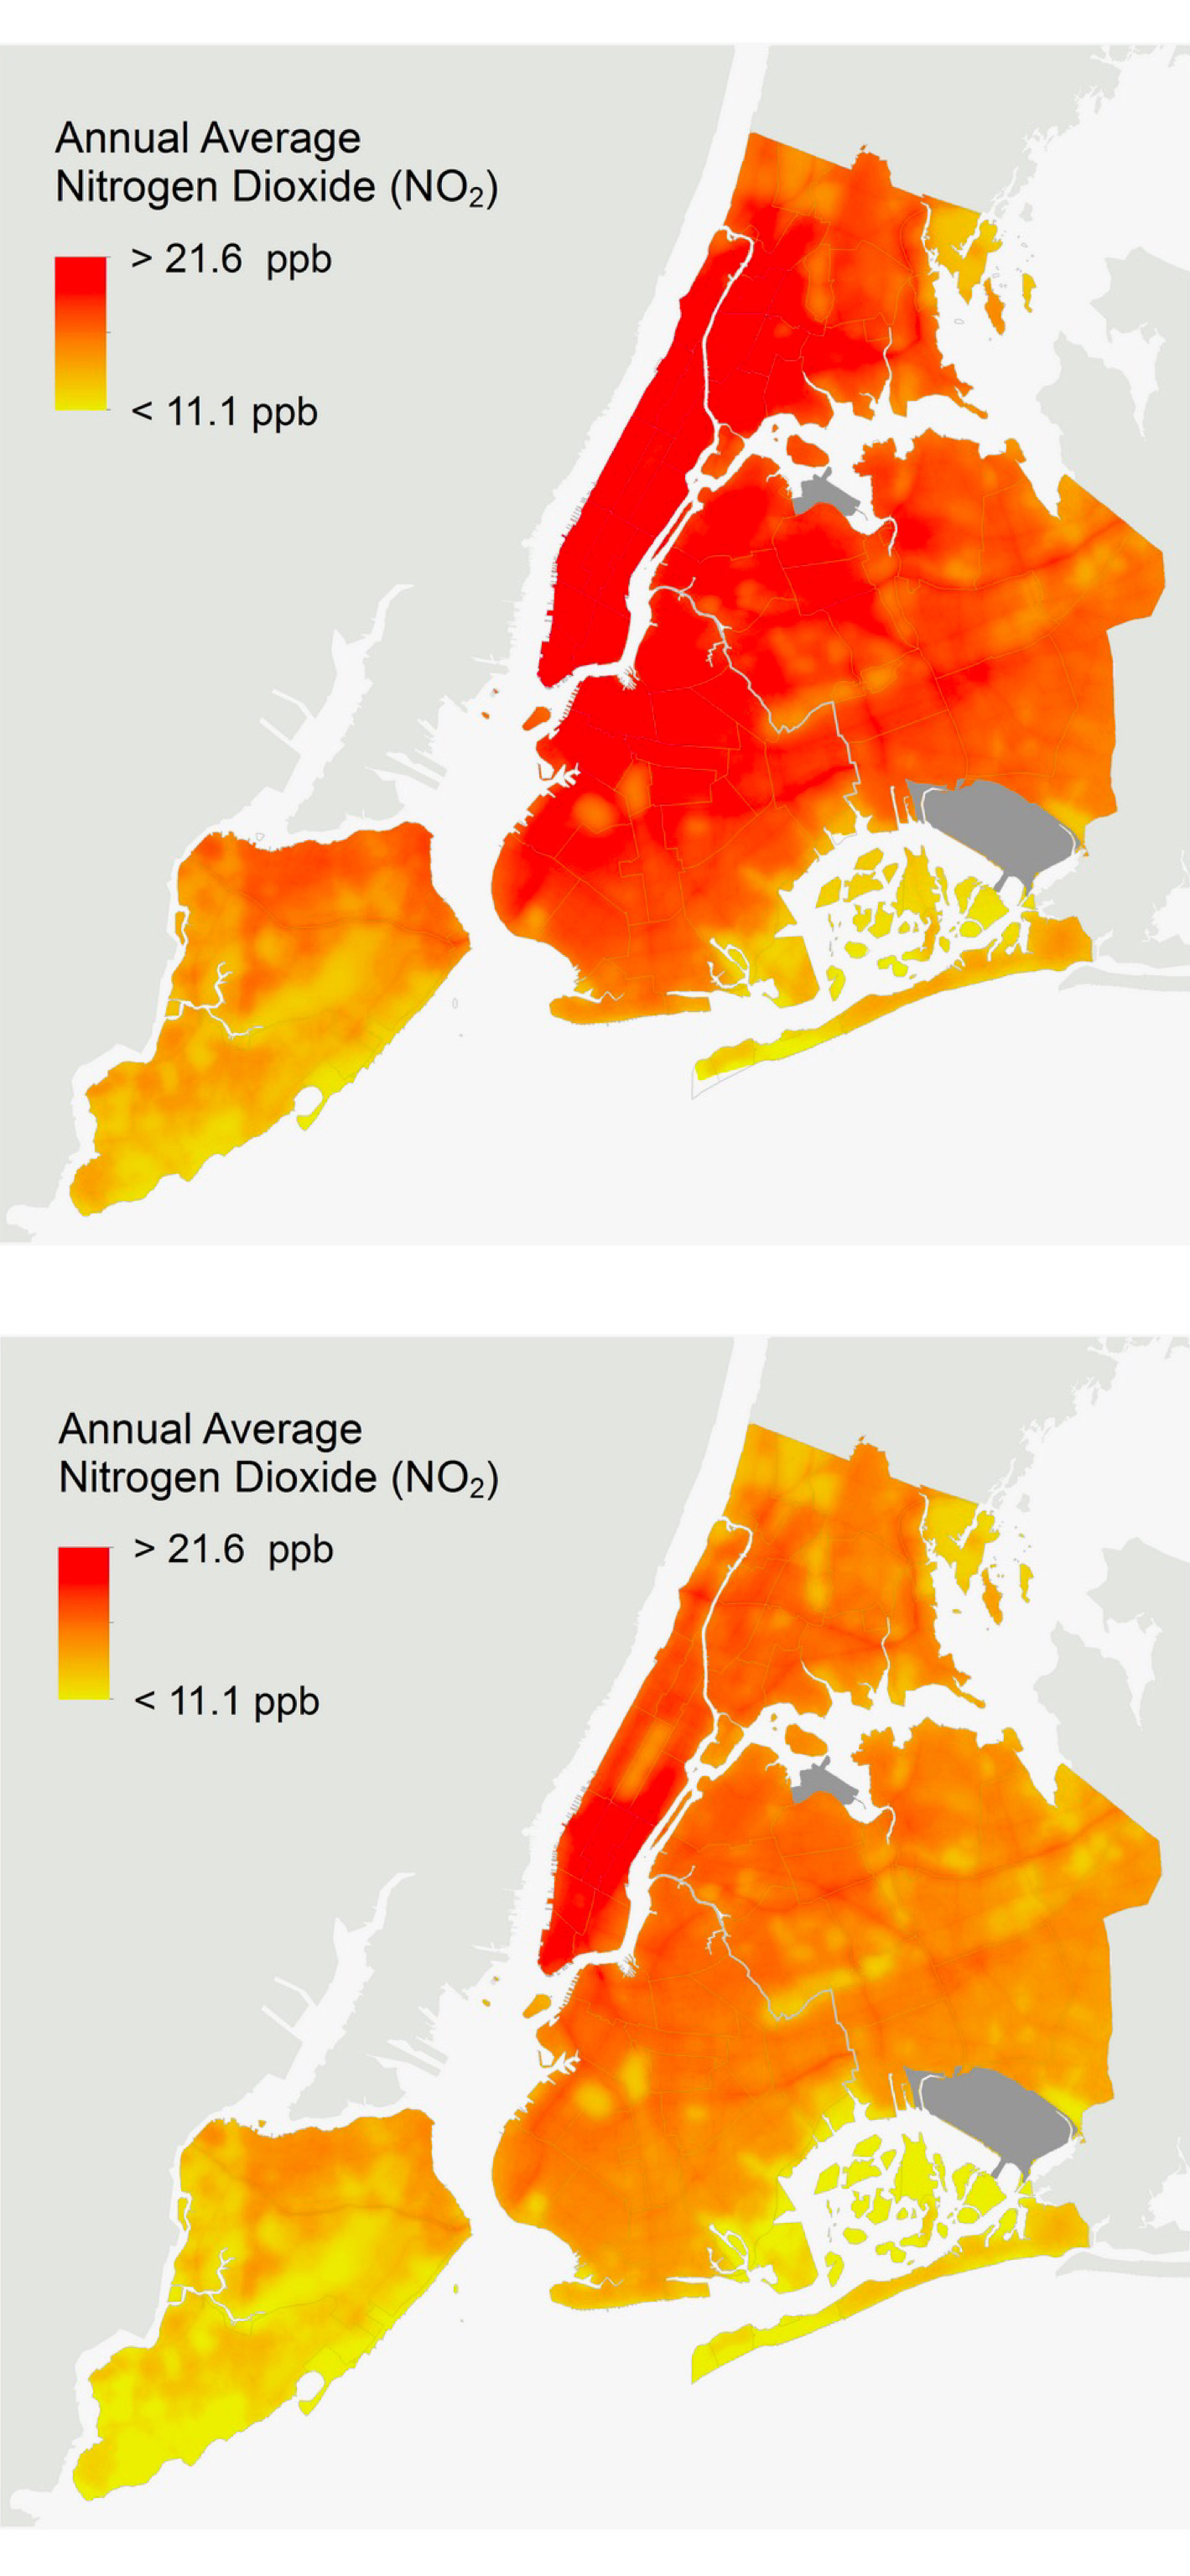 Annual Average
Nitrogen Dioxide (NO₂)
> 21.6 ppb
< 11.1 ppb
Annual Average
Nitrogen Dioxide (NO₂)
> 21.6 ppb
< 11.1 ppb